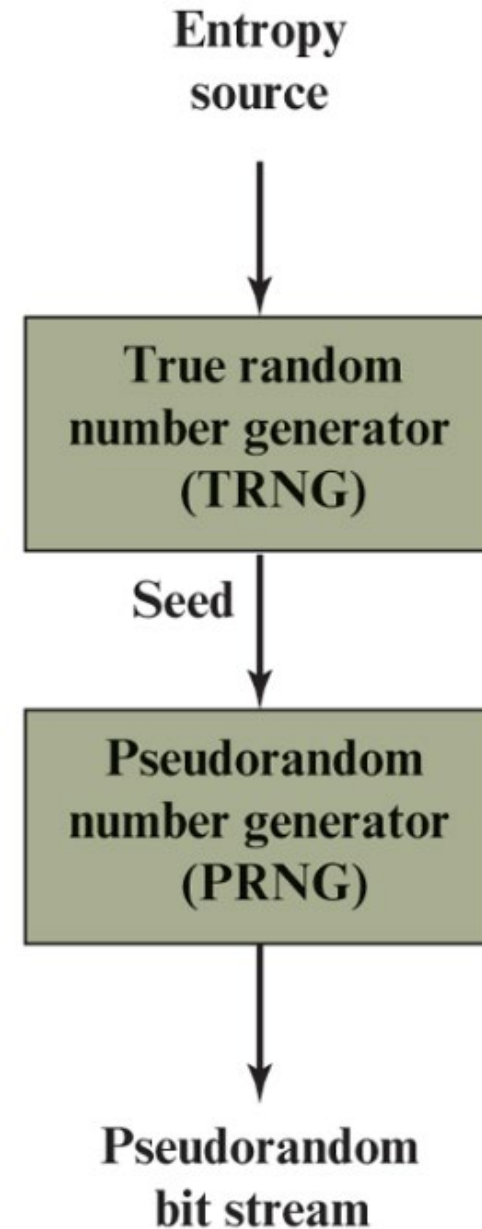 Entropy
source
True random
number generator
(TRNG)
Seed
Pseudorandom
number generator
(PRNG)
Pseudorandom
bit stream